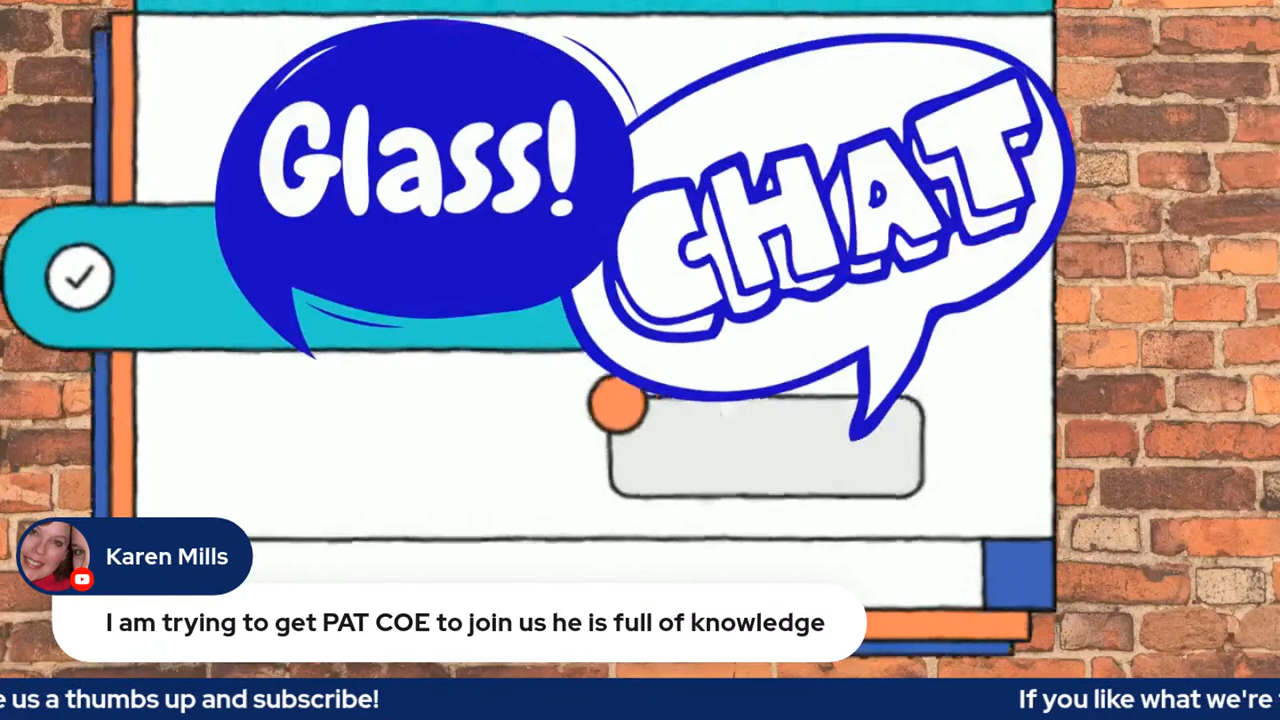 Glass!
CHAT
Karen Mills
I am trying to get PAT COE to join us he is full of knowledge
e us a thumbs up and subscribe!
If you like what we're